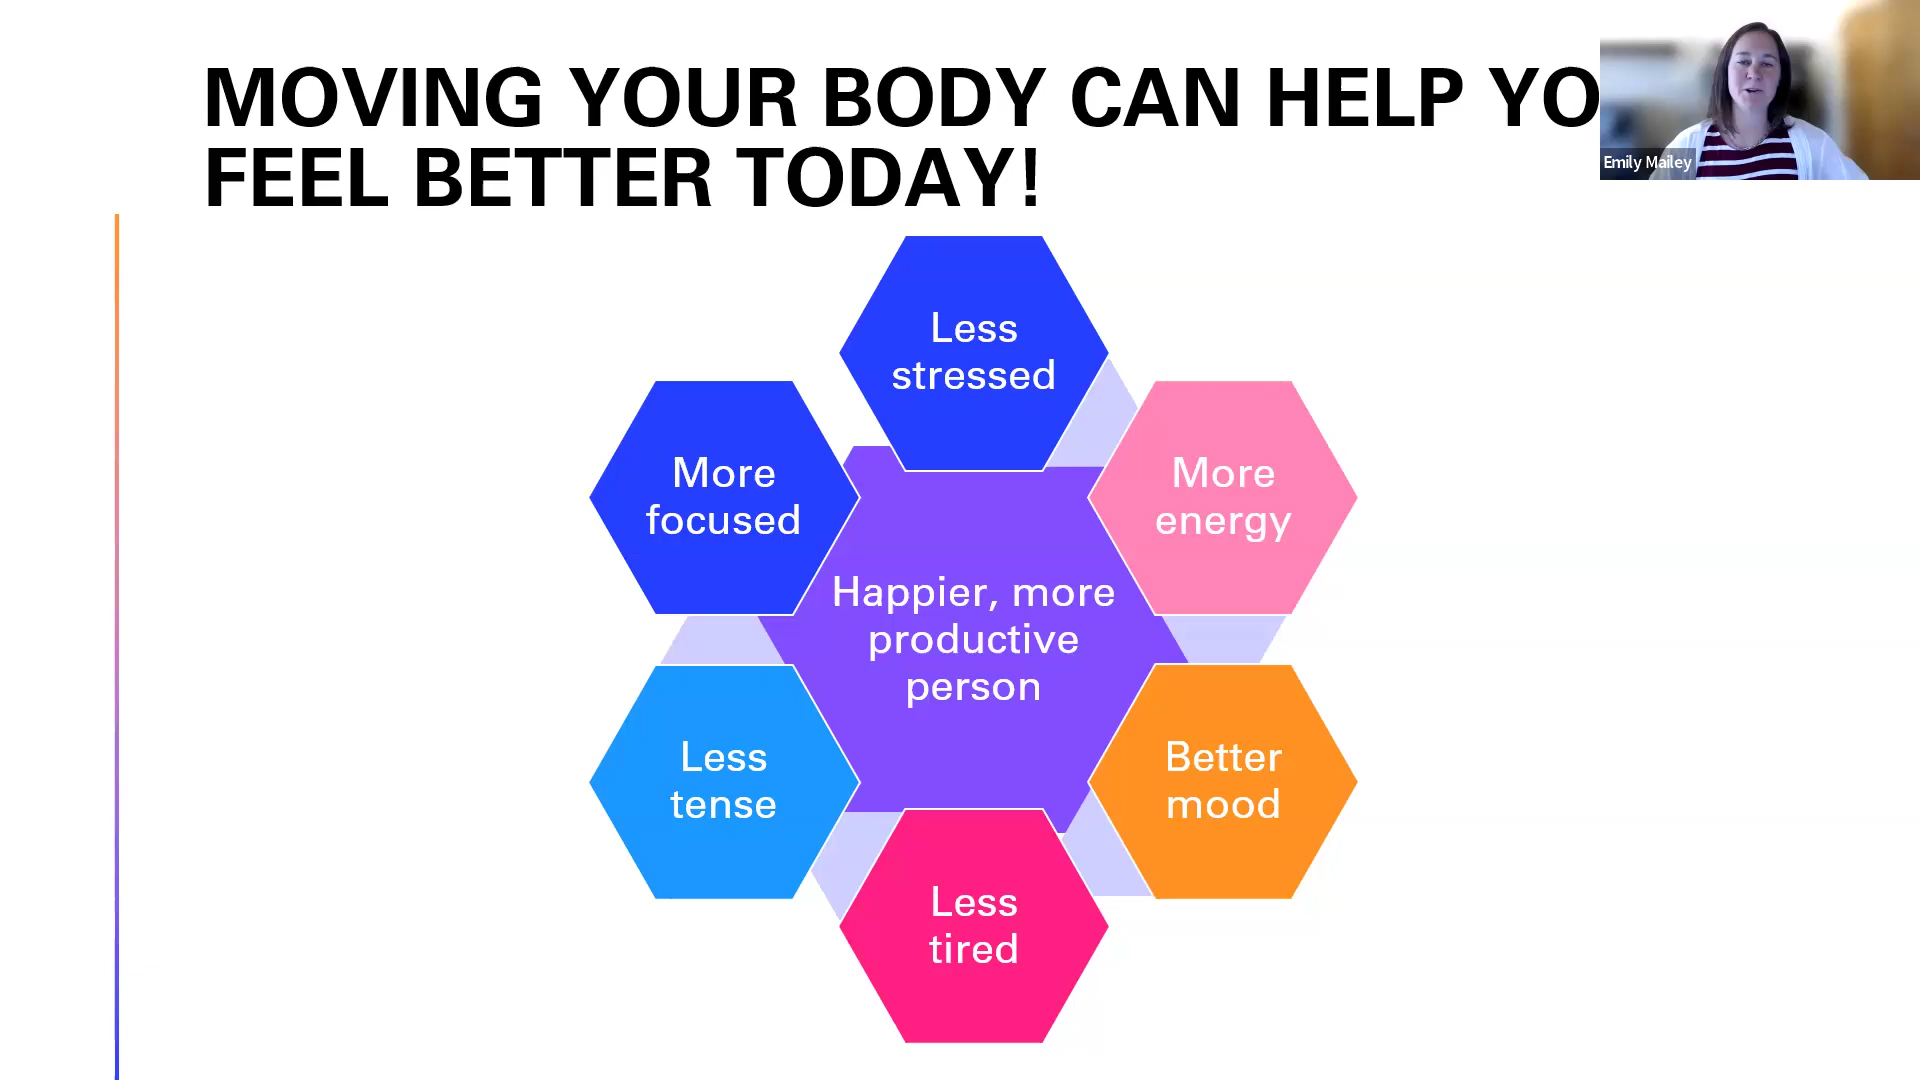 MOVING YOUR BODY CAN HELP YO
FEEL BETTER TODAY!
Emily Mailey
Less
stressed
More
energy
Better
mood
Less
tired
Less
tense
More
focused
Happier, more
productive
person